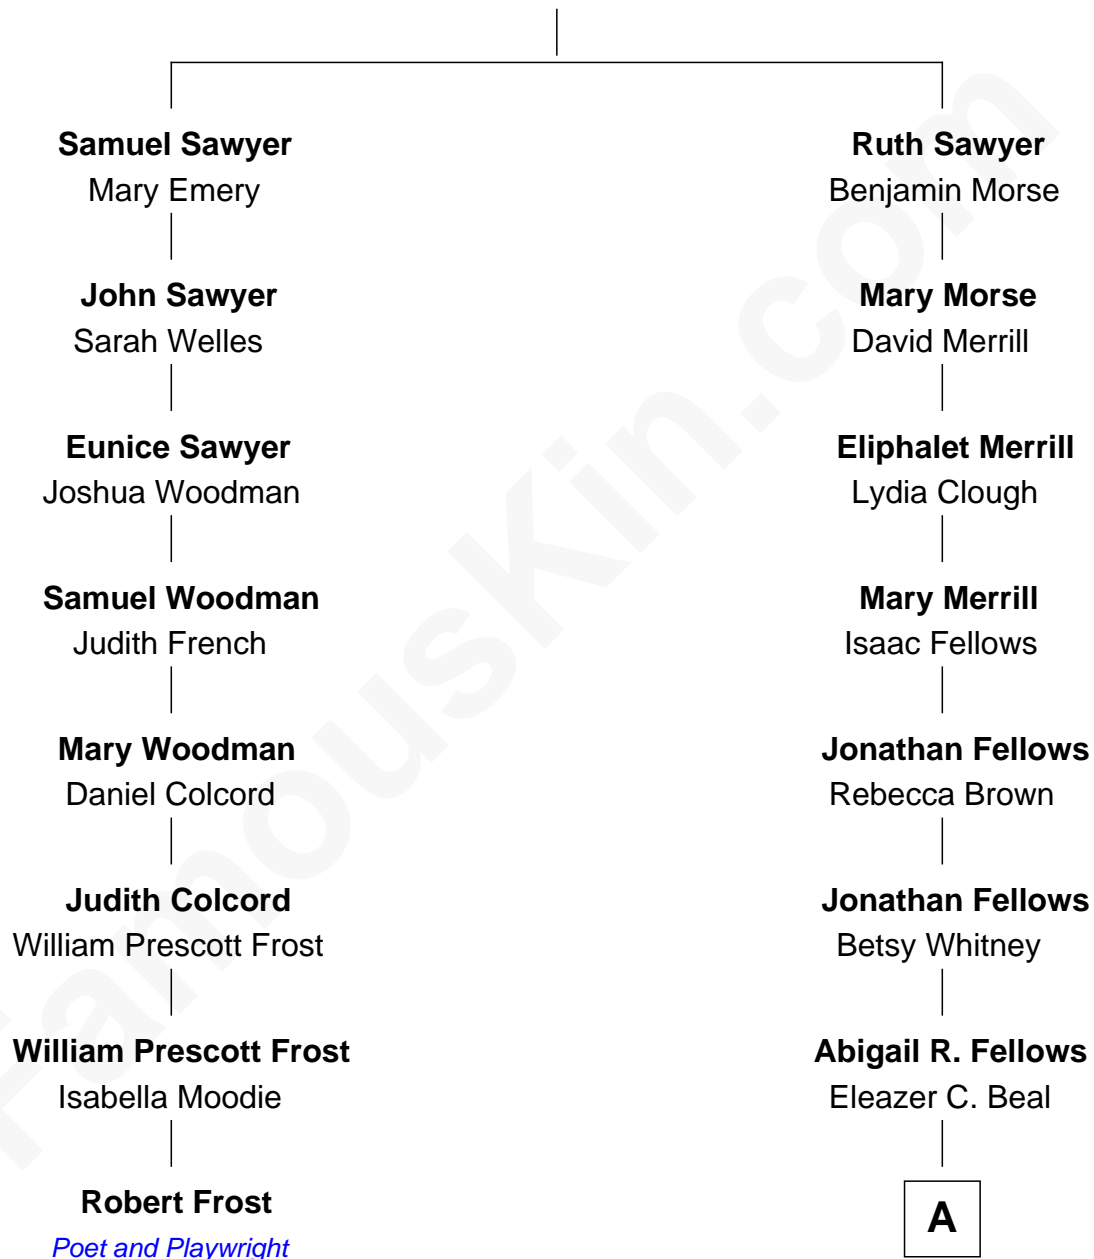 Samuel Sawyer
Mary Emery
John Sawyer
Sarah Welles
Eunice Sawyer
Joshua Woodman
Samuel Woodman
Judith French
Mary Woodman
Daniel Colcord
Judith Colcord
William Prescott Frost
William Prescott Frost
Isabella Moodie
Robert Frost
Poet and Playwright
Ruth Sawyer
Benjamin Morse
Mary Morse
David Merrill
Eliphalet Merrill
Lydia Clough
Mary Merrill
Isaac Fellows
Jonathan Fellows
Rebecca Brown
Jonathan Fellows
Betsy Whitney
Abigail R. Fellows
Eleazer C. Beal
A
FamousKin.com